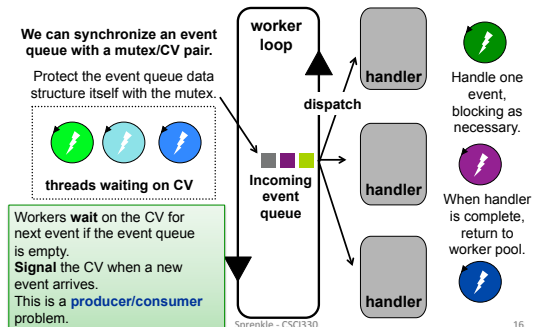 We can synchronize an event
queue with a mutex/CV pair.
Protect the event queue data
structure itself with the mutex.
threads waiting on CV
Workers wait on the CV for
next event if the event queue
is empty.
Signal the CV when a new
event arrives.
This is a producer/consumer
problem.
worker
loop
dispatch
Incoming
event
queue
handler
handler
handler
Handle one
event,
blocking as
necessary.
When handler
is complete,
return to
worker pool.
Sprenkle - CSCI330
16